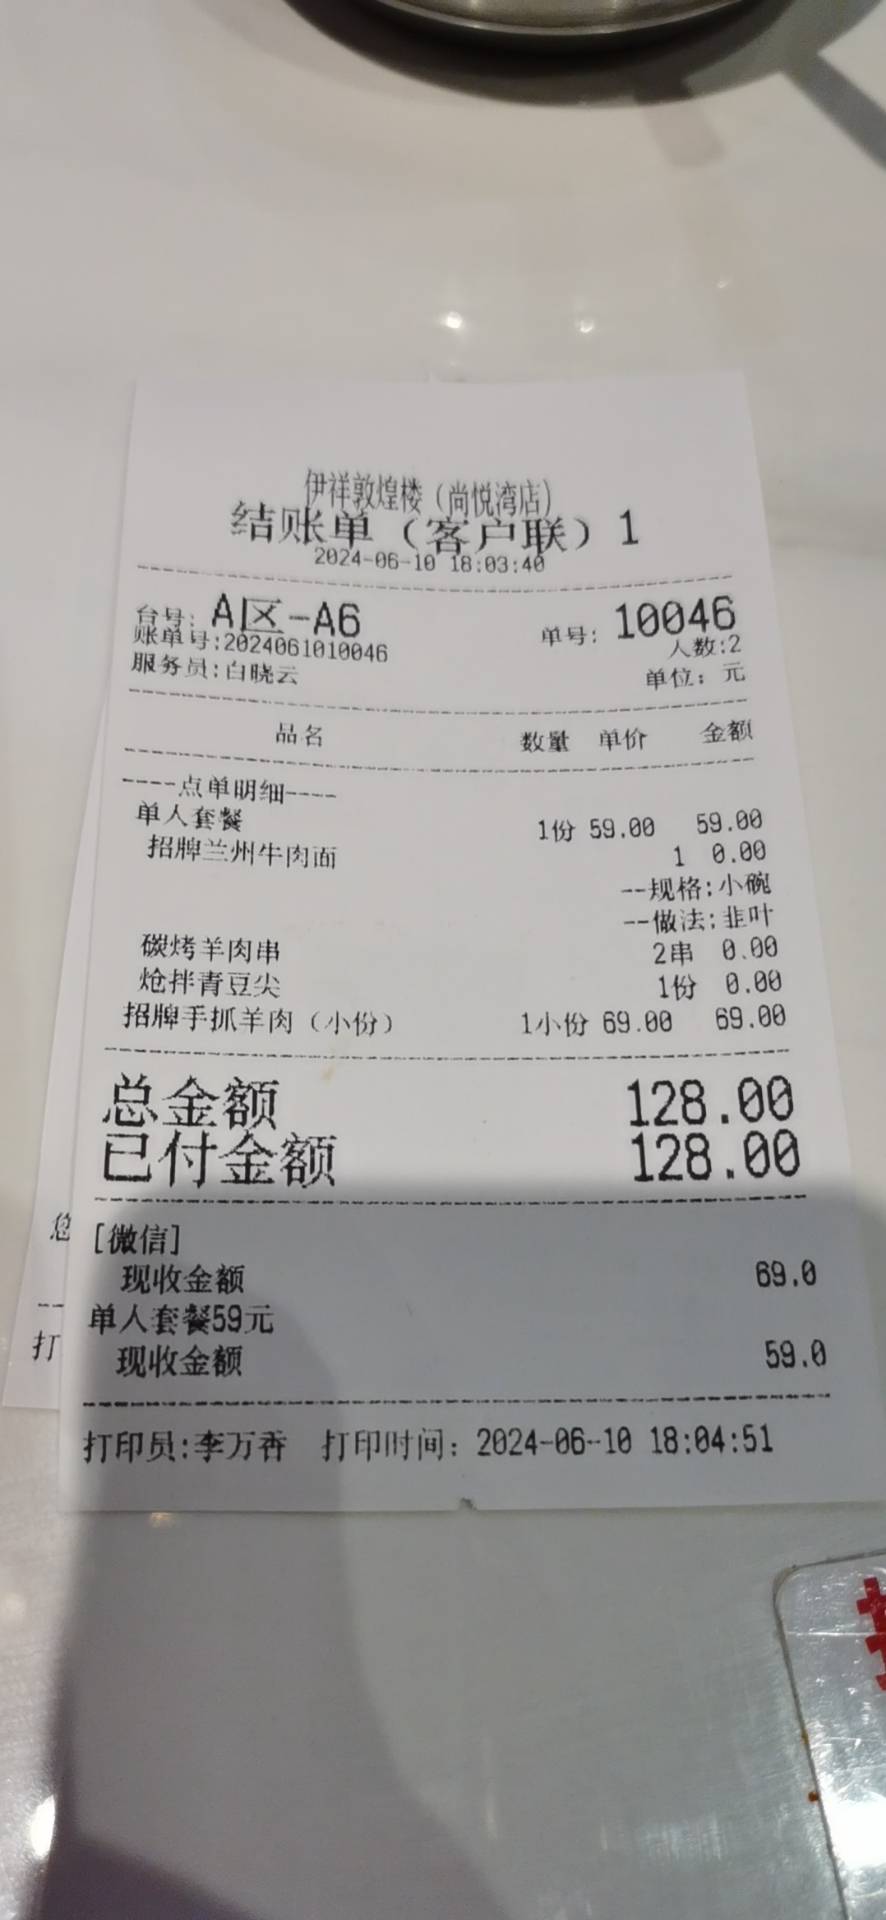 伊祥敦煌楼（尚悦湾店）
结账单（客户联）1
2024-06-10 18:03:40
台号: A区-A6 单号: 10046
账单号:2024061010046 人数:2
服务员:白晓云 单位: 元
品名 数量 单价 金额
----点单明细----
单人套餐 1份 59.00 59.00
招牌兰州牛肉面 1 0.00
--规格:小碗
--做法:韭叶
碳烤羊肉串 2串 0.00
炝拌青豆尖 1份 0.00
招牌手抓羊肉（小份） 1小份 69.00 69.00
总金额 128.00
已付金额 128.00
[微信]
现收金额 69.0
单人套餐59元
现收金额 59.0
打印员:李万香 打印时间: 2024-06-10 18:04:51
打